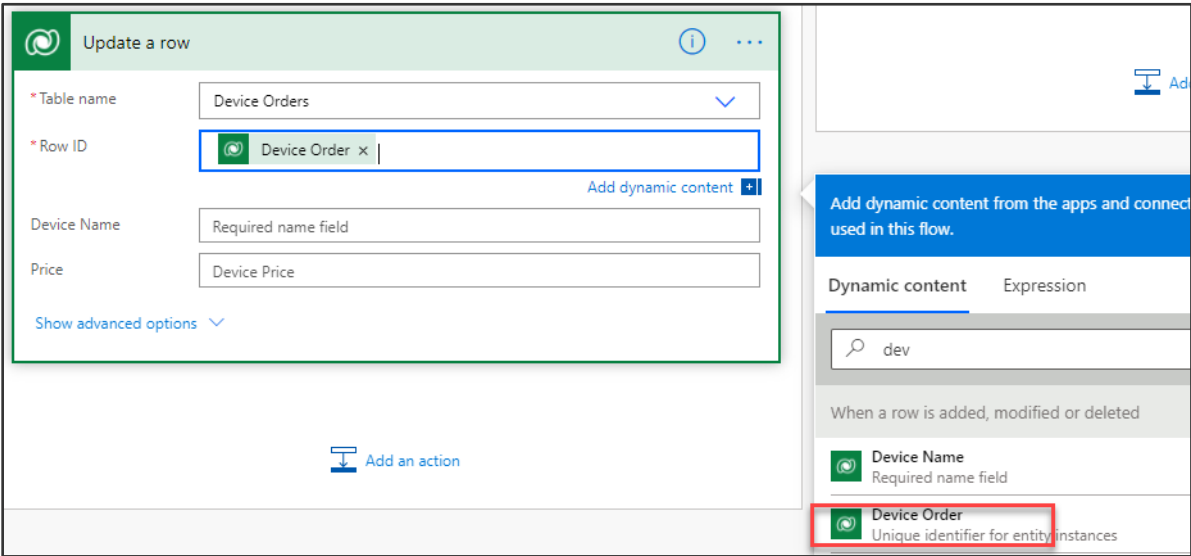 Update a row
* Table name
Device Orders
* Row ID
Device Order ×
Add dynamic content
Device Name
Required name field
Price
Device Price
Show advanced options
Add an action
Add dynamic content from the apps and connect
used in this flow.
Dynamic content Expression
dev
When a row is added, modified or deleted
Device Name
Required name field
Device Order
Unique identifier for entity instances